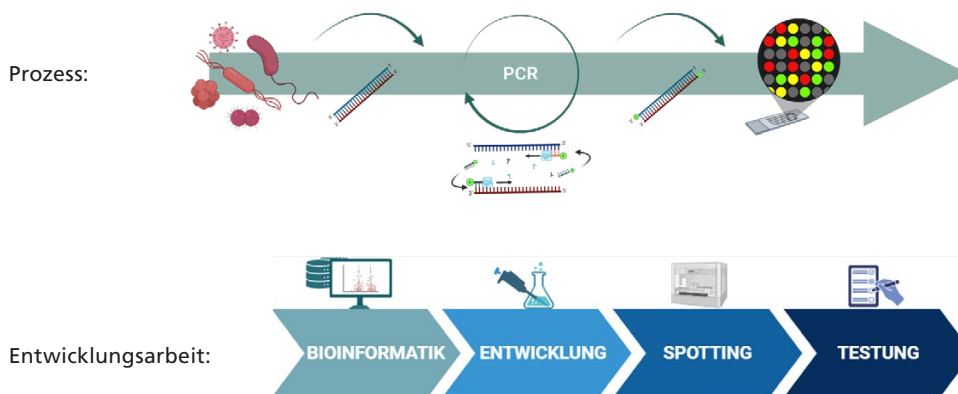 Prozess:
PCR
Entwicklungsarbeit:
BIOINFORMATIK
ENTWICKLUNG
SPOTTING
TESTUNG